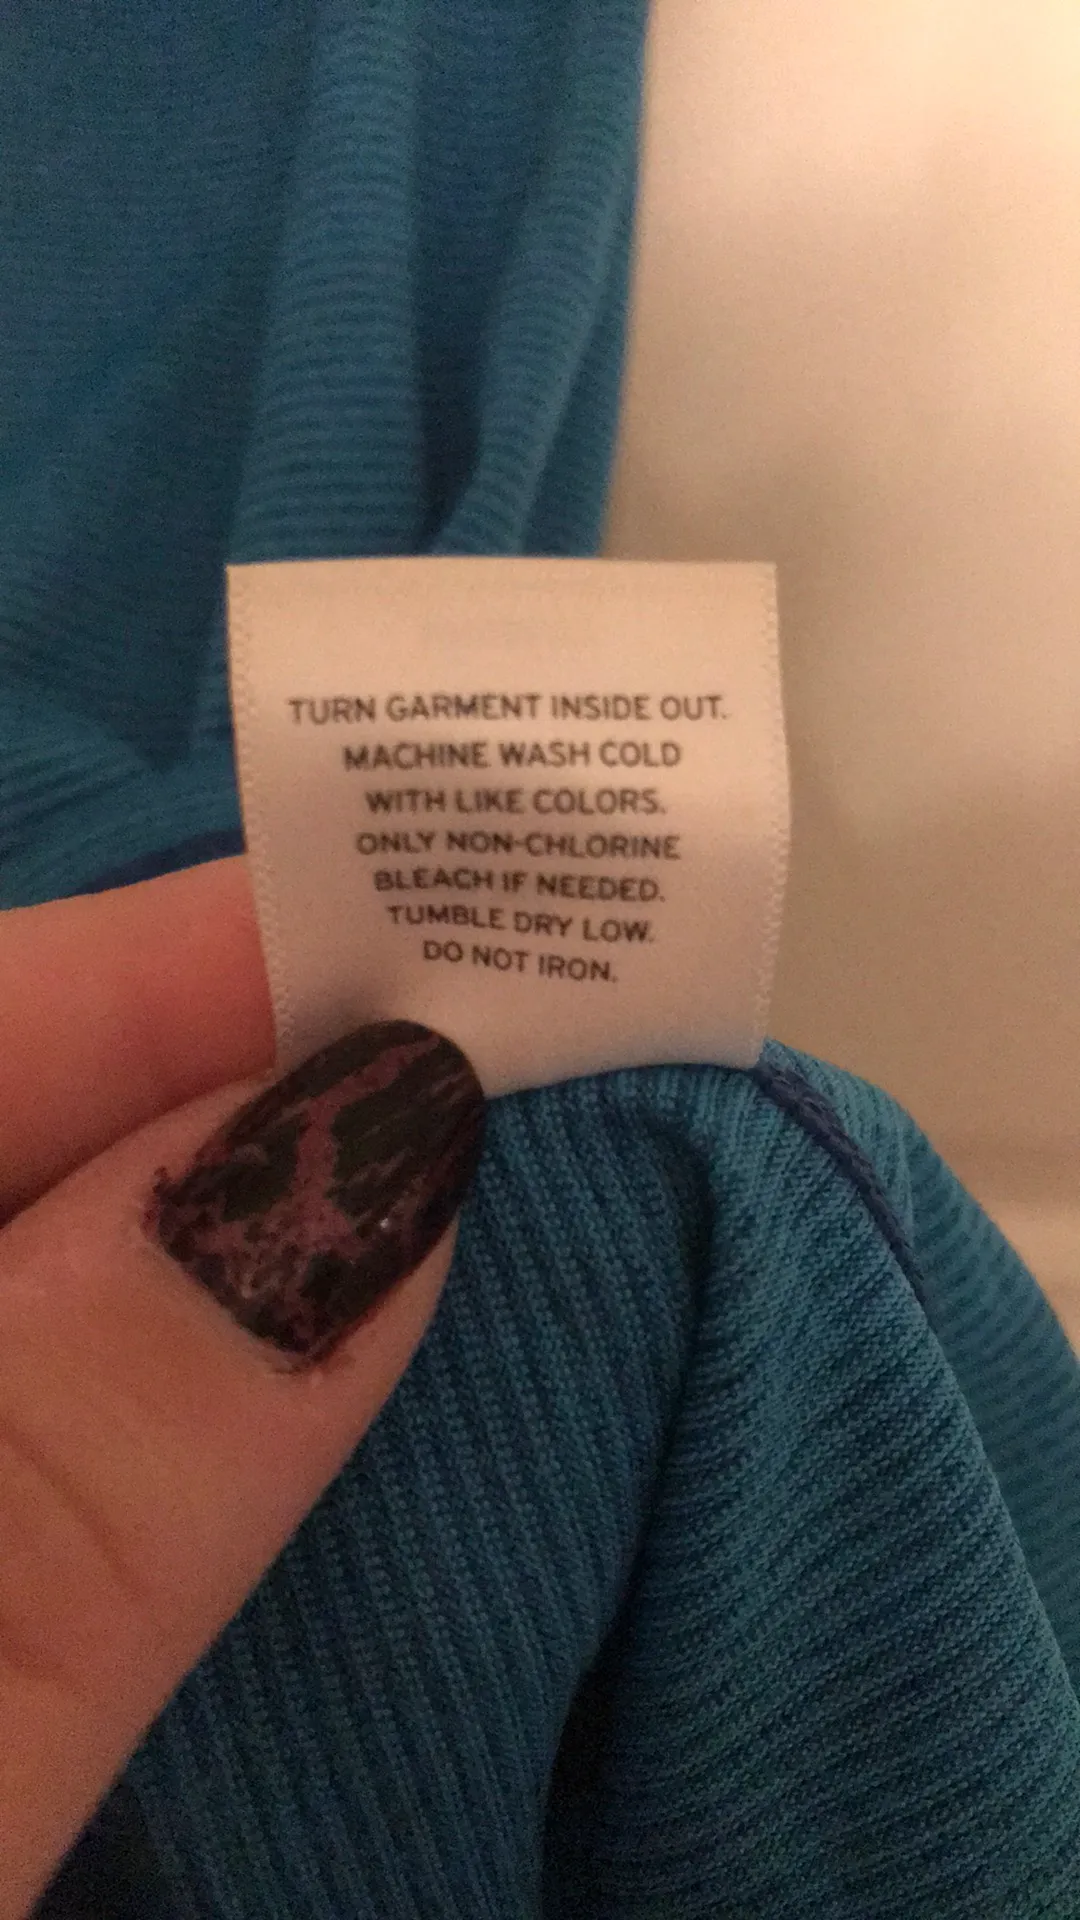 TURN GARMENT INSIDE OUT.
MACHINE WASH COLD
WITH LIKE COLORS.
ONLY NON-CHLORINE
BLEACH IF NEEDED.
TUMBLE DRY LOW.
DO NOT IRON.